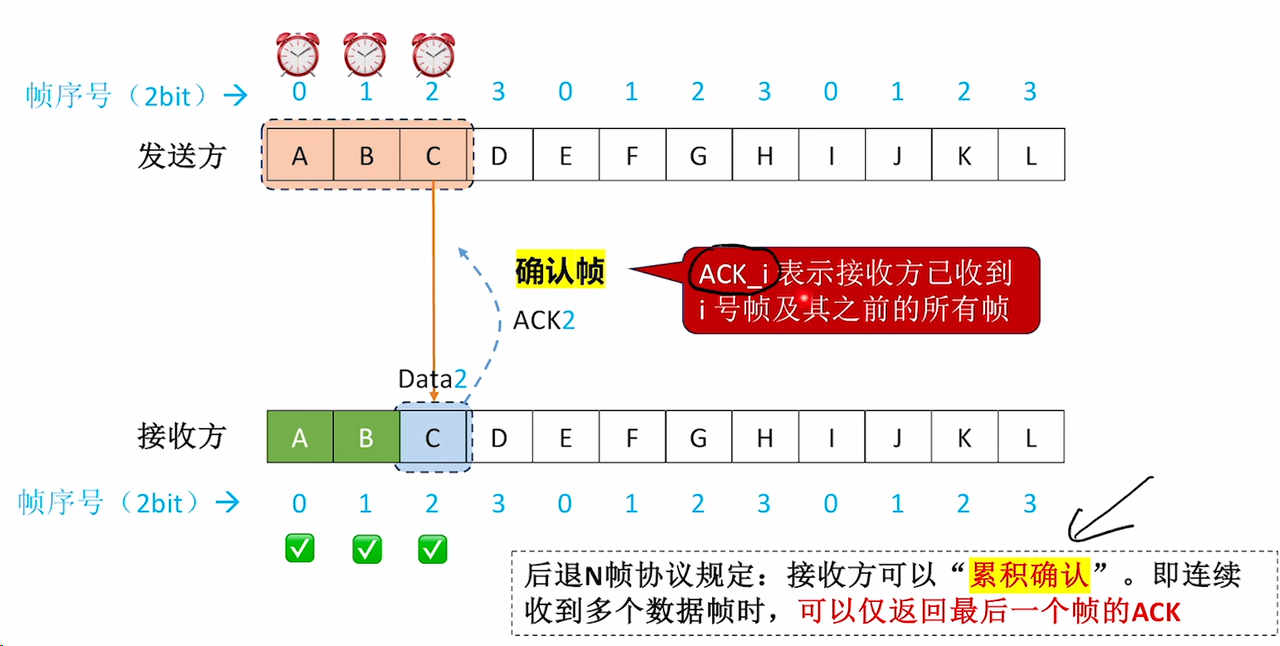 帧序号（2bit）→ 0 1 2 3 0 1 2 3 0 1 2 3
发送方 A B C D E F G H I J K L
确认帧
ACK_i 表示接收方已收到
i 号帧及其之前的所有帧
ACK2
Data2
接收方 A B C D E F G H I J K L
帧序号（2bit）→ 0 1 2 3 0 1 2 3 0 1 2 3
后退N帧协议规定：接收方可以“累积确认”。即连续
收到多个数据帧时，可以仅返回最后一个帧的ACK